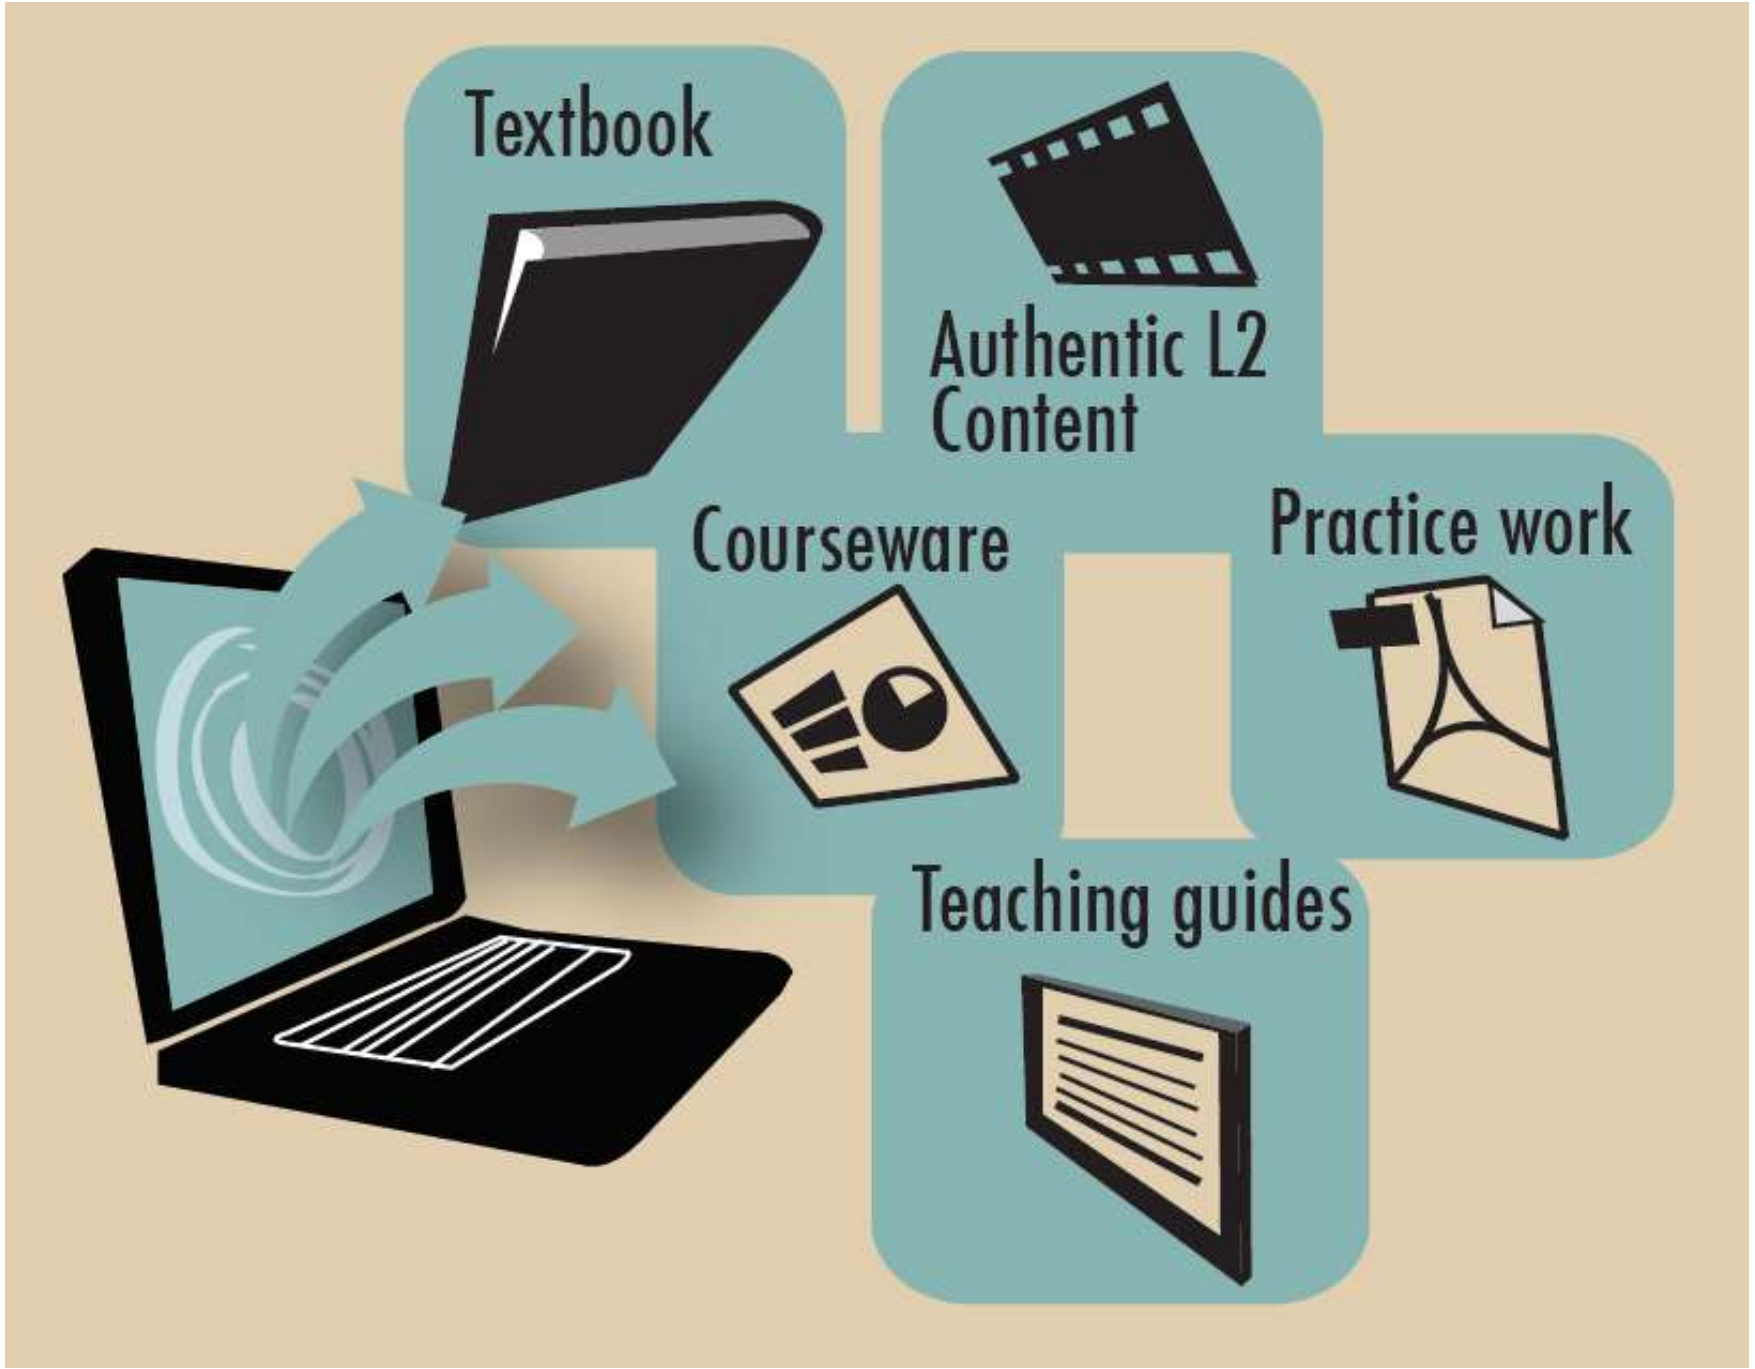 Textbook
Authentic L2
Content
Courseware
Practice work
Teaching guides